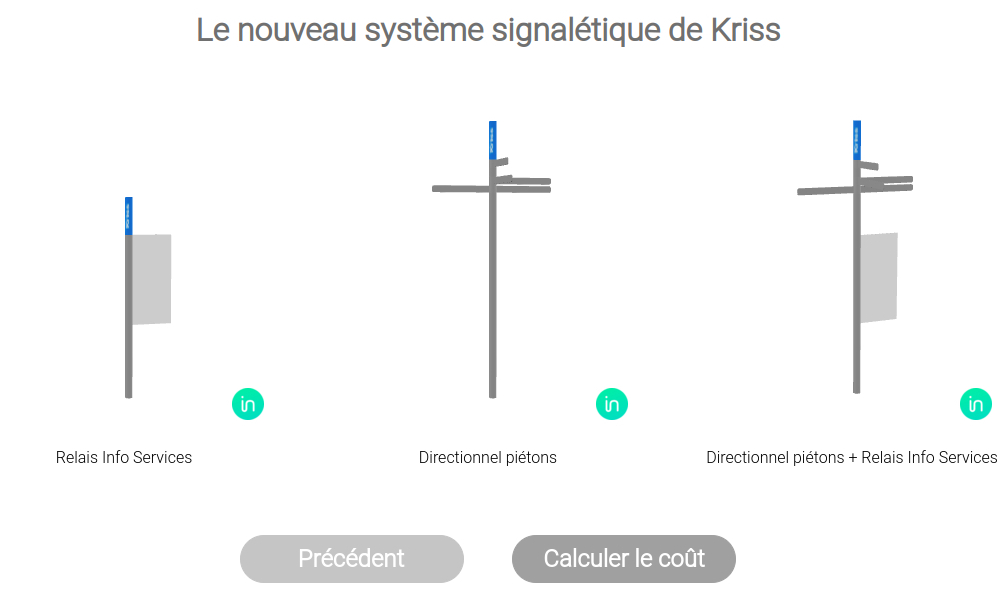 Le nouveau système signalétique de Kriss
in
in
in
Relais Info Services
Directionnel piétons
Directionnel piétons + Relais Info Services
Précédent
Calculer le coût